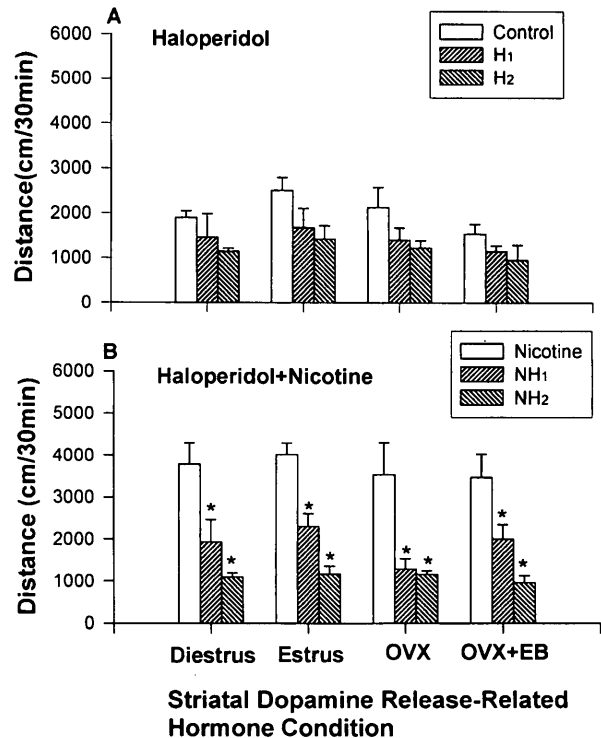 A
Haloperidol
Control
H1
H2
Distance(cm/30min)
6000
5000
4000
3000
2000
1000
0
B
Haloperidol+Nicotine
Nicotine
NH1
NH2
Distance (cm/30min)
6000
5000
4000
3000
2000
1000
0
* * * * * * * *
Diestrus Estrus OVX OVX+EB
Striatal Dopamine Release-Related
Hormone Condition